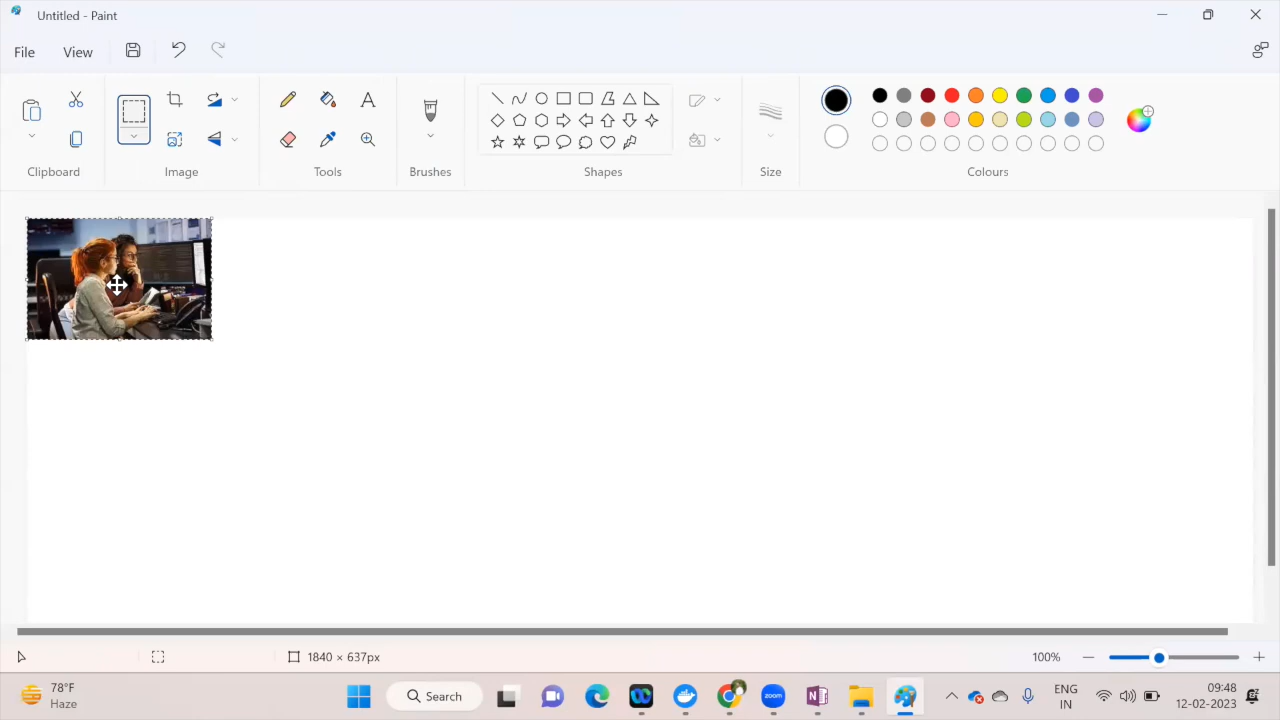 Untitled - Paint
File View
Clipboard Image Tools Brushes Shapes Size Colours
1840 × 637px 100%
78°F
Haze
Search
zoom
ENG
IN
09:48
12-02-2023